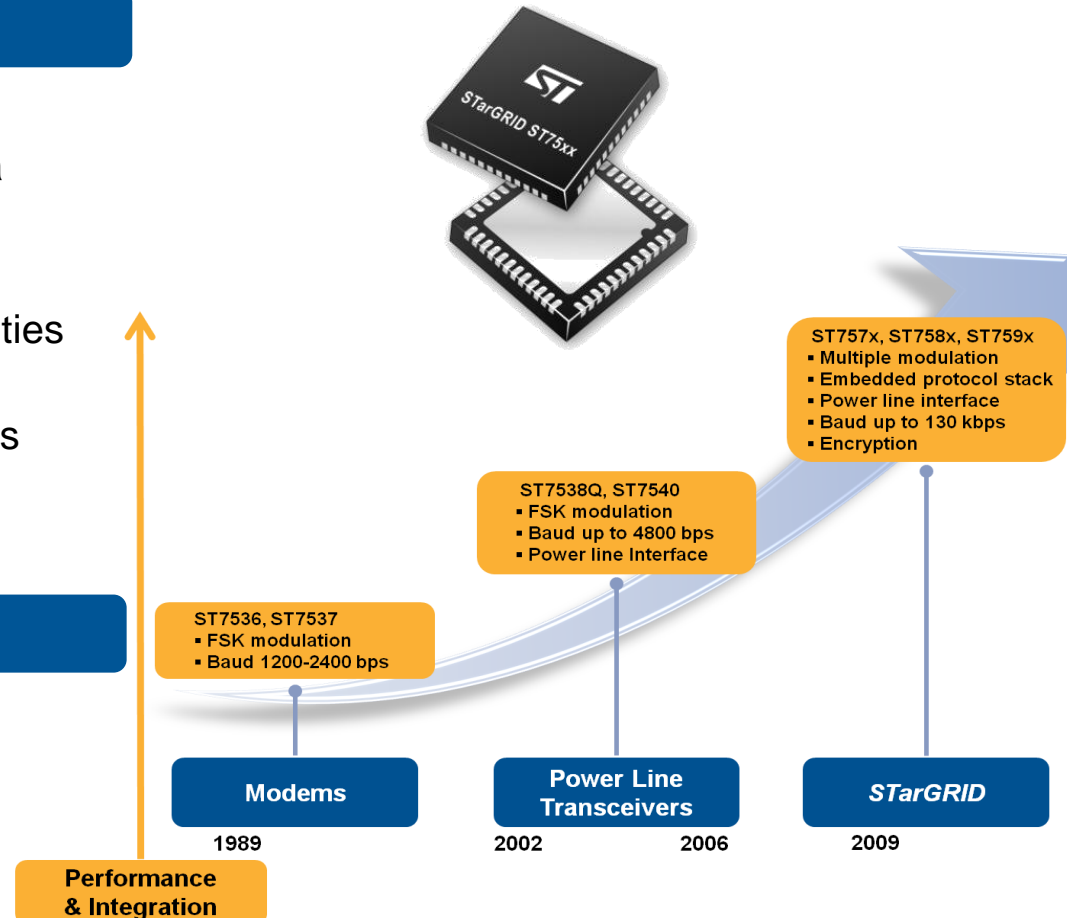 ST
STarGRID ST75xx
ties
s
ST757x, ST758x, ST759x
▪ Multiple modulation
▪ Embedded protocol stack
▪ Power line interface
▪ Baud up to 130 kbps
▪ Encryption
ST7538Q, ST7540
▪ FSK modulation
▪ Baud up to 4800 bps
▪ Power line Interface
ST7536, ST7537
▪ FSK modulation
▪ Baud 1200-2400 bps
Modems
Power Line
Transceivers
STarGRID
1989
2002
2006
2009
Performance
& Integration